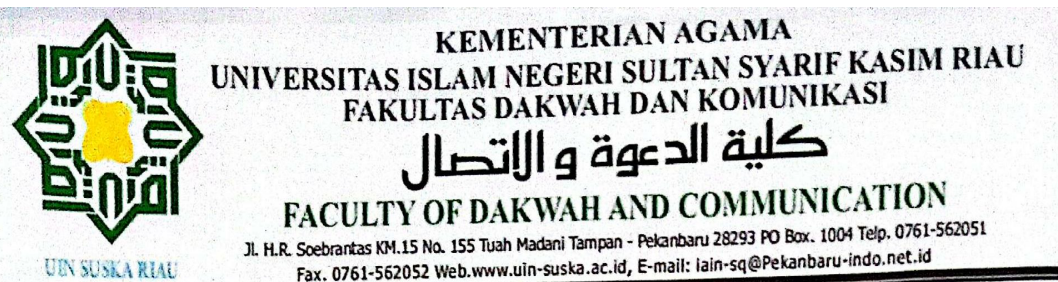 KEMENTERIAN AGAMA
UNIVERSITAS ISLAM NEGERI SULTAN SYARIF KASIM RIAU
FAKULTAS DAKWAH DAN KOMUNIKASI
كلية الدعوة و الاتصال
FACULTY OF DAKWAH AND COMMUNICATION
Jl. H.R. Soebrantas KM.15 No. 155 Tuah Madani Tampan - Pekanbaru 28293 PO Box. 1004 Telp. 0761-562051
Fax. 0761-562052 Web.www.uin-suska.ac.id, E-mail: iain-sq@Pekanbaru-indo.net.id
UIN SUSKA RIAU